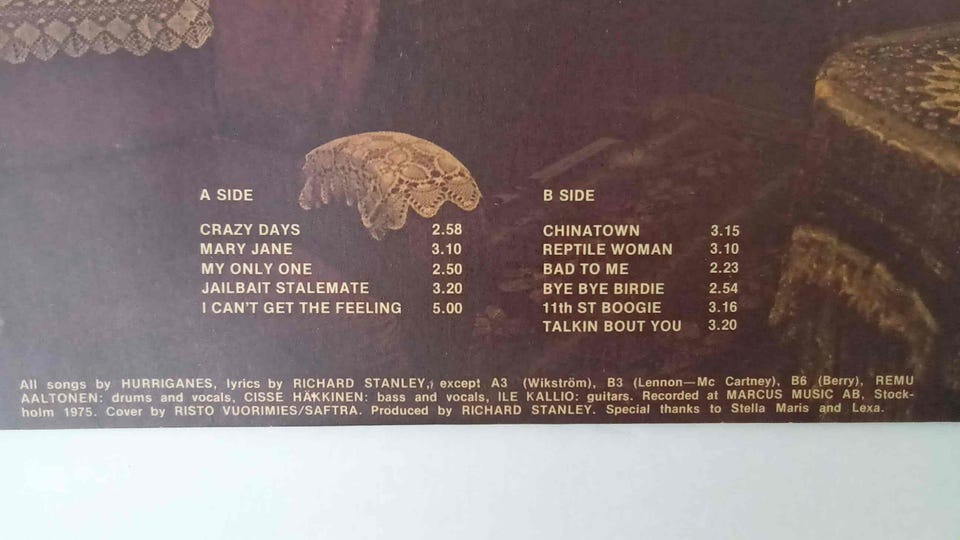 A SIDE
CRAZY DAYS 2.58
MARY JANE 3.10
MY ONLY ONE 2.50
JAILBAIT STALEMATE 3.20
I CAN'T GET THE FEELING 5.00
B SIDE
CHINATOWN 3.15
REPTILE WOMAN 3.10
BAD TO ME 2.23
BYE BYE BIRDIE 2.54
11th ST BOOGIE 3.16
TALKIN BOUT YOU 3.20
All songs by HURRIGANES, lyrics by RICHARD STANLEY, except A3 (Wikström), B3 (Lennon—Mc Cartney), B6 (Berry), REMU
AALTONEN: drums and vocals, CISSE HÄKKINEN: bass and vocals, ILE KALLIO: guitars. Recorded at MARCUS MUSIC AB, Stock-
holm 1975. Cover by RISTO VUORIMIES/SAFTRA. Produced by RICHARD STANLEY. Special thanks to Stella Maris and Lexa.